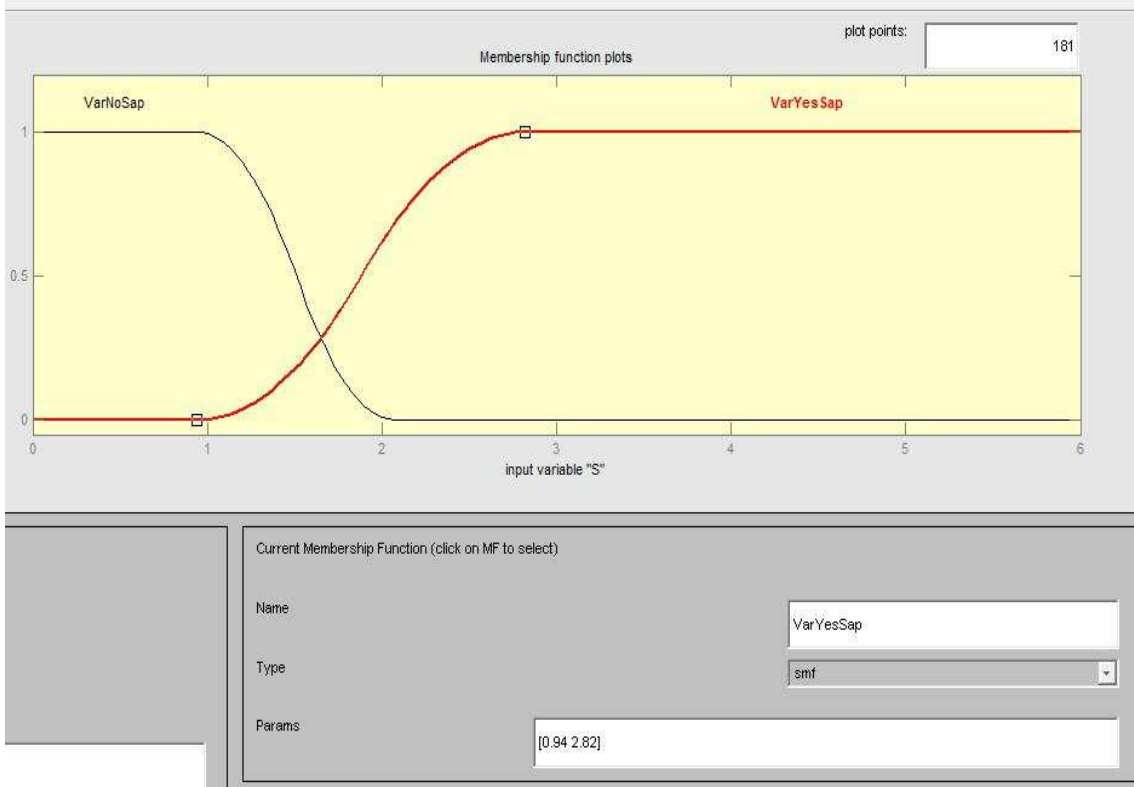 plot points:
181
Membership function plots
VarNoSap
VarYesSap
1
0.5
0
0 1 2 3 4 5 6
input variable "S"
Current Membership Function (click on MF to select)
Name
VarYesSap
Type
smf
Params
[0.94 2.82]